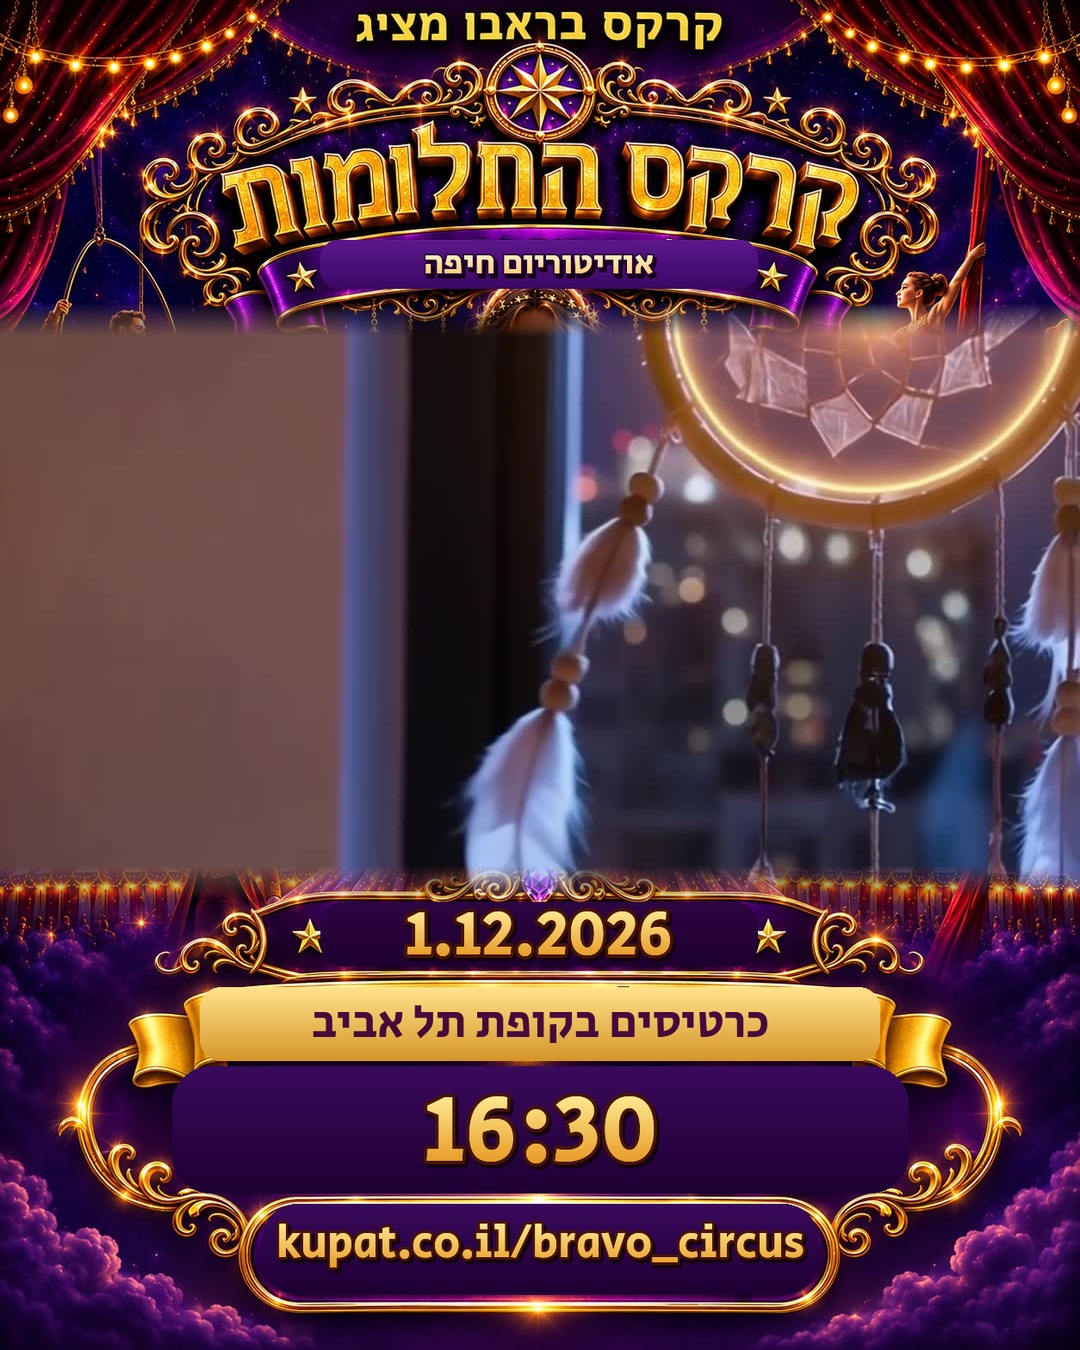 קרקס בראבו מציג
קרקס החלומות
אודיטוריום חיפה
1.12.2026
כרטיסים בקופת תל אביב
16:30
kupat.co.il/bravo_circus